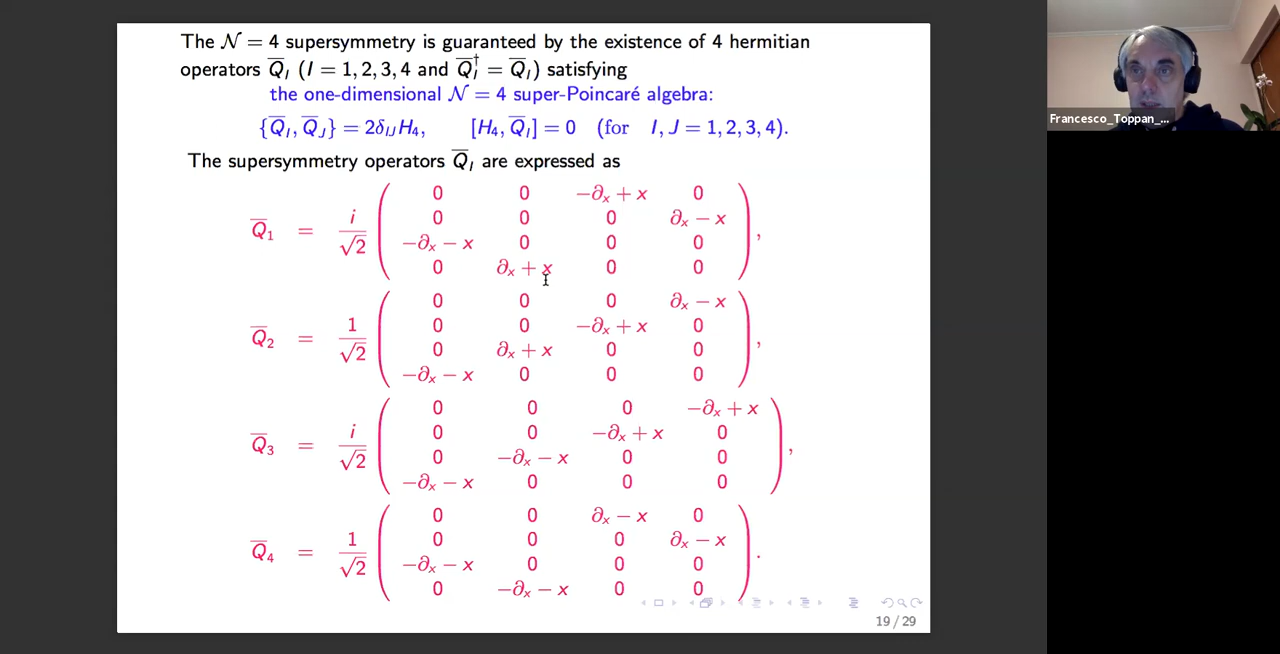 The 𝒩 = 4 supersymmetry is guaranteed by the existence of 4 hermitian
operators Q̅_I (I = 1, 2, 3, 4 and Q̅_I^† = Q̅_I) satisfying
the one-dimensional 𝒩 = 4 super-Poincaré algebra:
{Q̅_I, Q̅_J} = 2δ_IJ H_4, [H_4, Q̅_I] = 0 (for I, J = 1, 2, 3, 4).
The supersymmetry operators Q̅_I are expressed as
0 0 −∂_x + x 0
0 0 0 ∂_x − x
Q̅_1 = i/√2
−∂_x − x 0 0 0
0 ∂_x + x 0 0 ,
0 0 0 ∂_x − x
0 0 −∂_x + x 0
Q̅_2 = 1/√2
0 ∂_x + x 0 0
−∂_x − x 0 0 0 ,
0 0 0 −∂_x + x
0 0 −∂_x + x 0
Q̅_3 = i/√2
0 −∂_x − x 0 0
−∂_x − x 0 0 0 ,
0 0 ∂_x − x 0
0 0 0 ∂_x − x
Q̅_4 = 1/√2
−∂_x − x 0 0 0
0 −∂_x − x 0 0 .
19 / 29
Francesco_Toppan_...